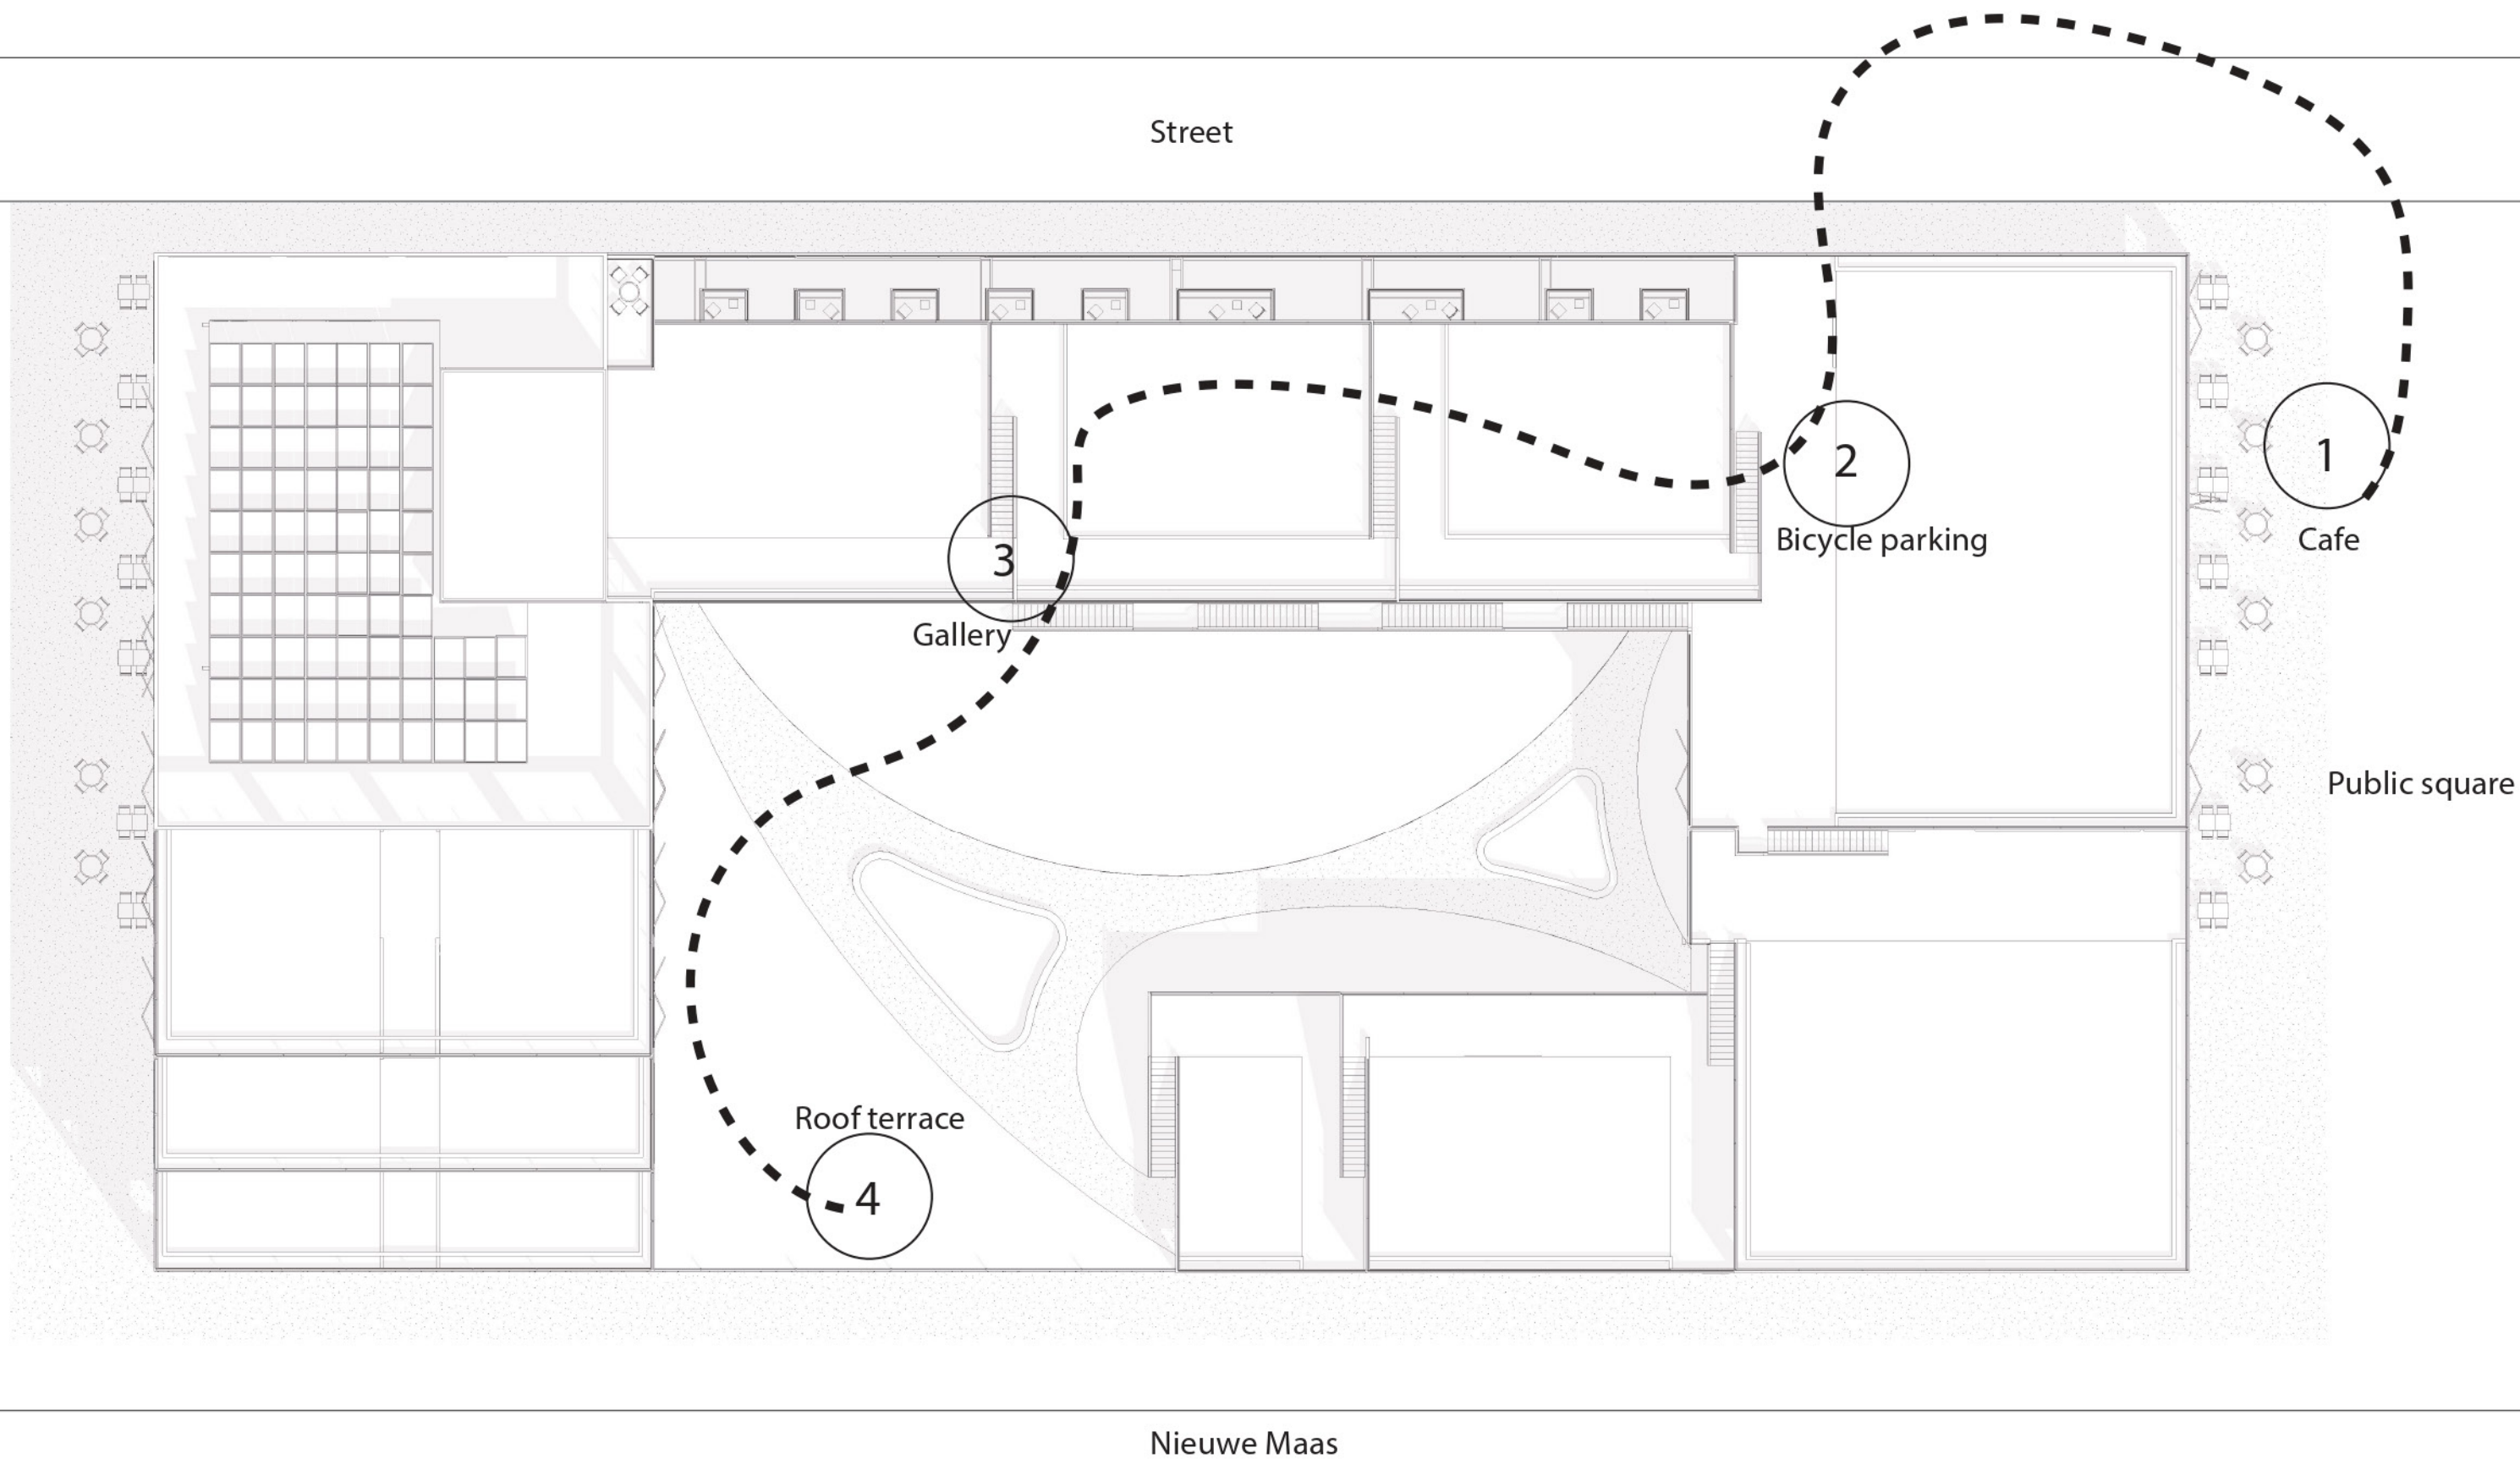 Street
1
2
Bicycle parking
Cafe
3
Gallery
Public square
Roof terrace
4
Nieuwe Maas